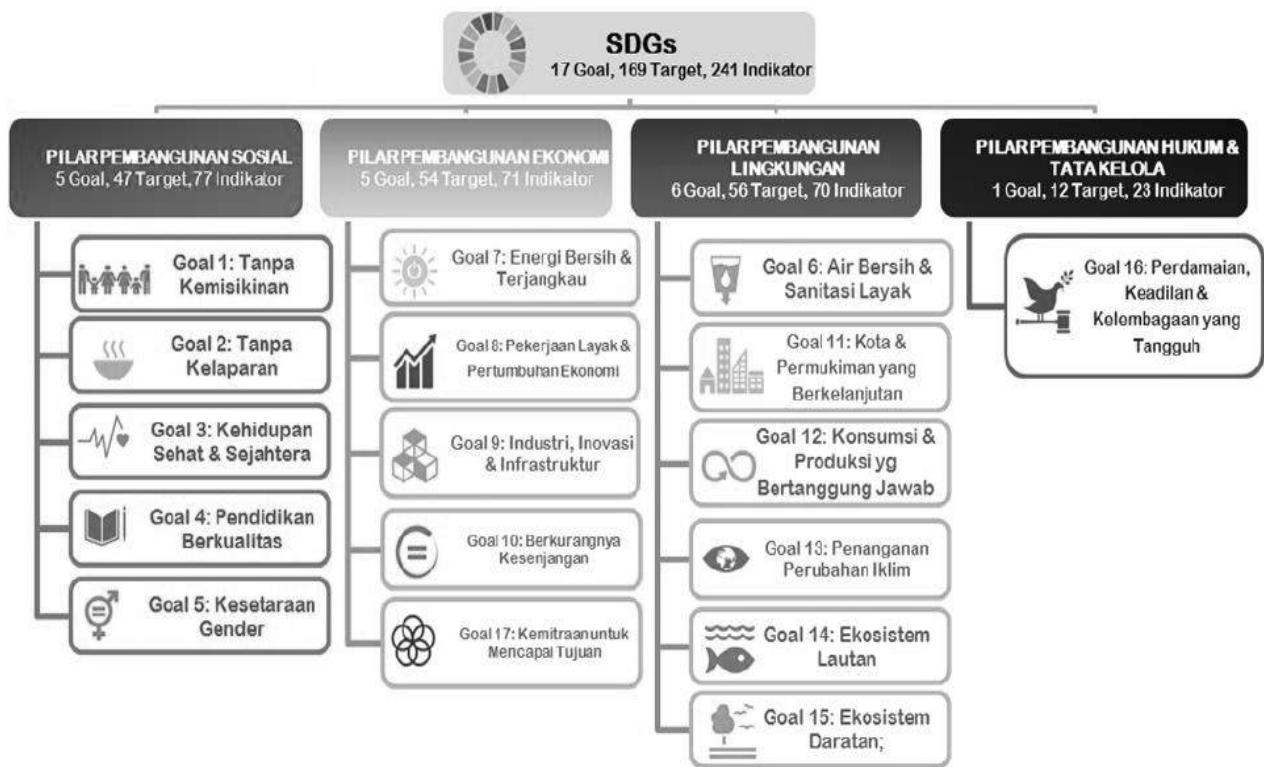 SDGs
17 Goal, 169 Target, 241 Indikator
PILAR PEMBANGUNAN SOSIAL
5 Goal, 47 Target, 77 Indikator
Goal 1: Tanpa
Kemisikinan
Goal 2: Tanpa
Kelaparan
Goal 3: Kehidupan
Sehat & Sejahtera
Goal 4: Pendidikan
Berkualitas
Goal 5: Kesetaraan
Gender
PILAR PEMBANGUNAN EKONOMI
5 Goal, 54 Target, 71 Indikator
Goal 7: Energi Bersih &
Terjangkau
Goal 8: Pekerjaan Layak &
Pertumbuhan Ekonomi
Goal 9: Industri, Inovasi
& Infrastruktur
Goal 10: Berkurangnya
Kesenjangan
Goal 17: Kemitraan untuk
Mencapai Tujuan
PILAR PEMBANGUNAN
LINGKUNGAN
6 Goal, 56 Target, 70 Indikator
Goal 6: Air Bersih &
Sanitasi Layak
Goal 11: Kota &
Permukiman yang
Berkelanjutan
Goal 12: Konsumsi &
Produksi yg
Bertanggung Jawab
Goal 13: Penanganan
Perubahan Iklim
Goal 14: Ekosistem
Lautan
Goal 15: Ekosistem
Daratan;
PILAR PEMBANGUNAN HUKUM &
TATA KELOLA
1 Goal, 12 Target, 23 Indikator
Goal 16: Perdamaian,
Keadilan &
Kelembagaan yang
Tangguh